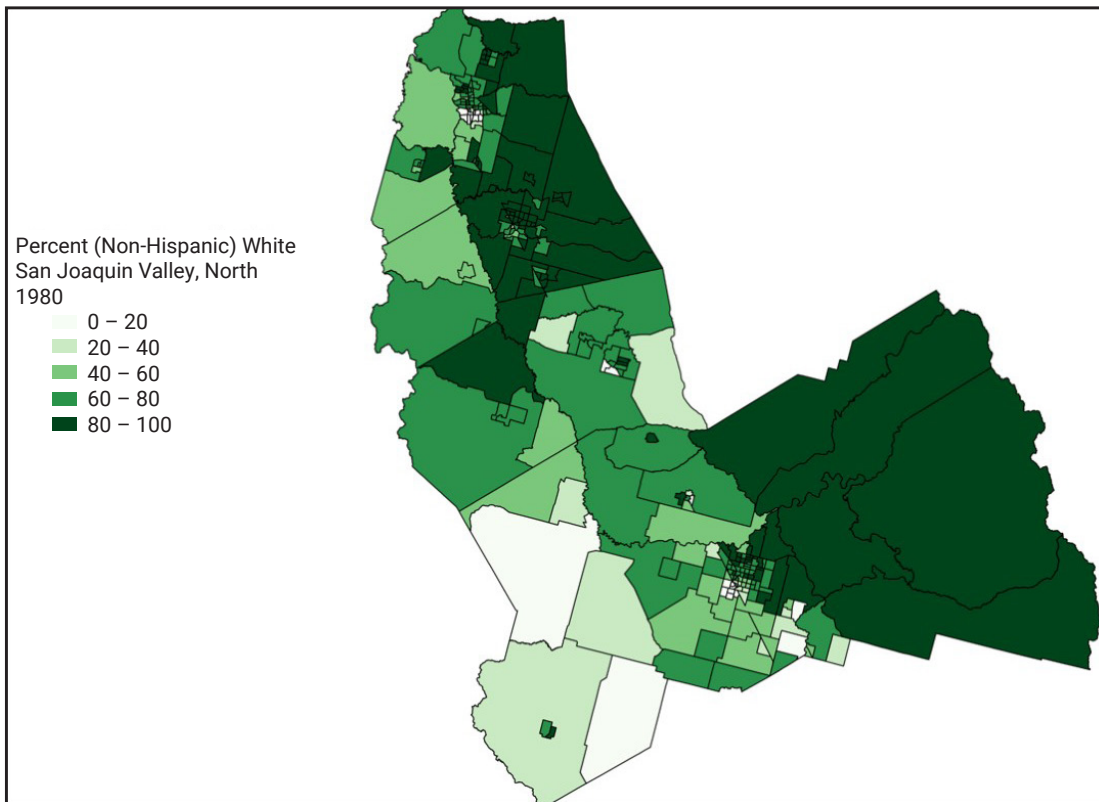 Percent (Non-Hispanic) White
San Joaquin Valley, North
1980
0 – 20
20 – 40
40 – 60
60 – 80
80 – 100